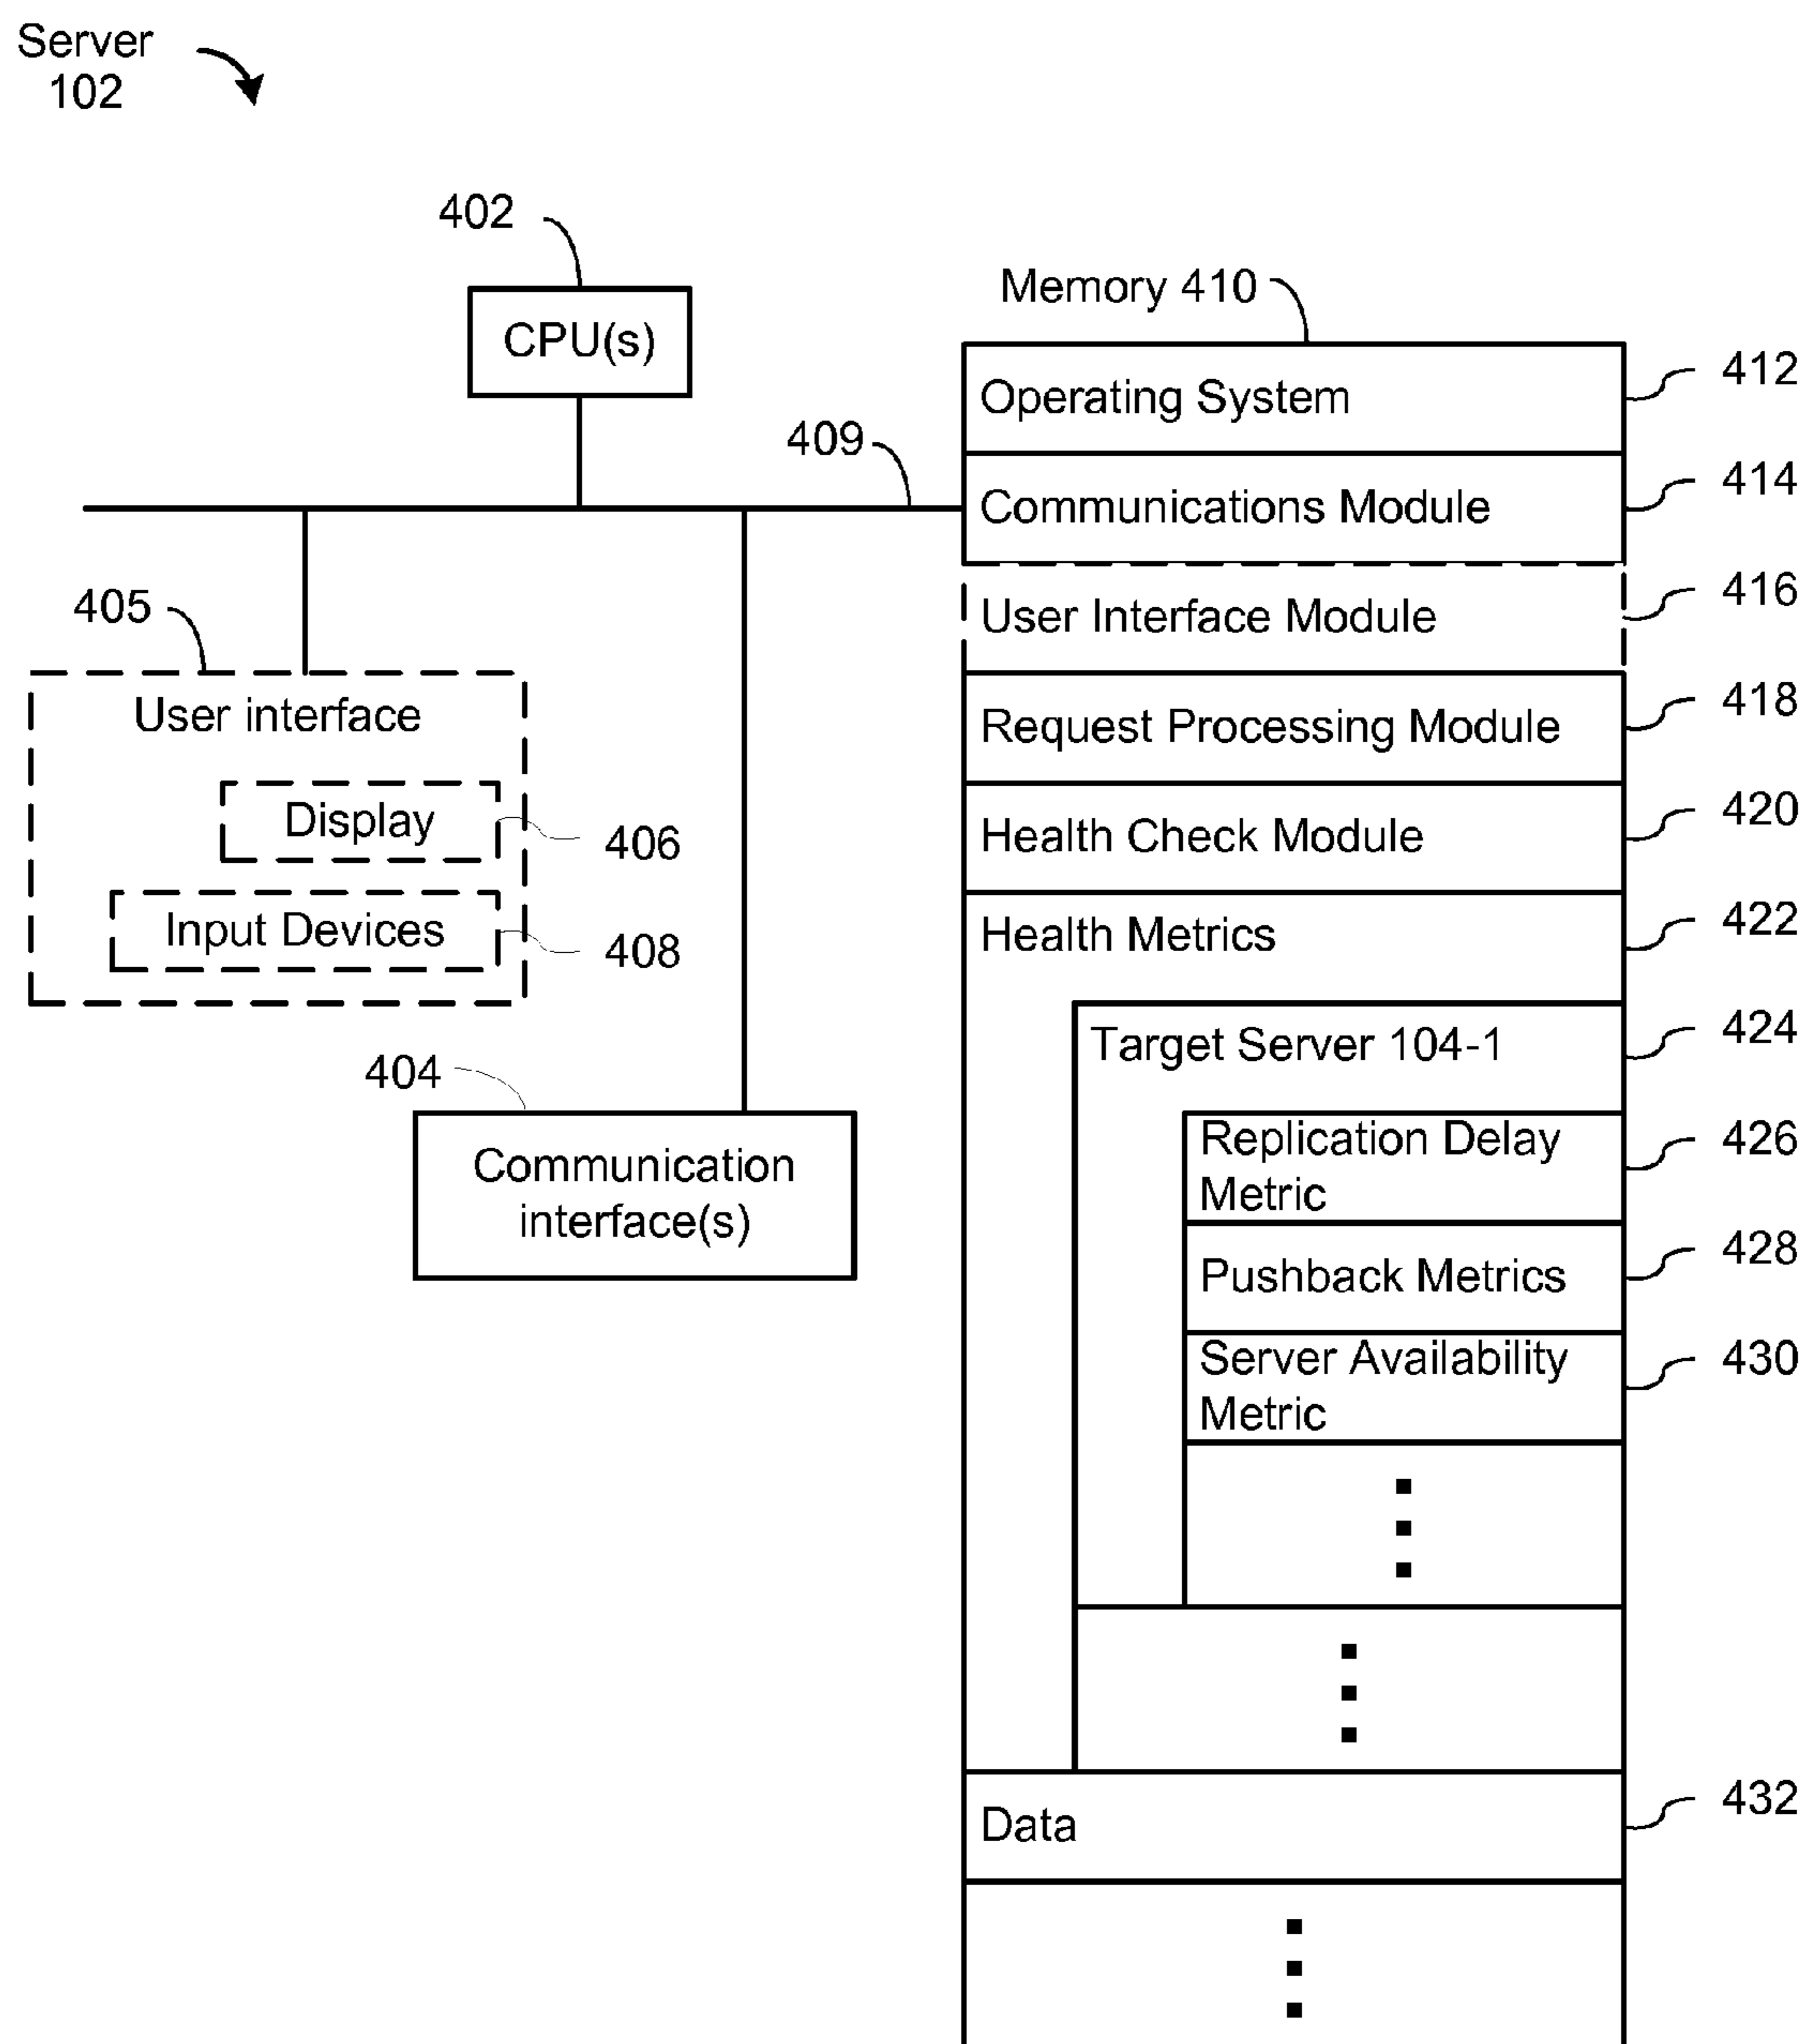 Server
102
402
CPU(s)
409
405
User interface
Display
406
Input Devices
408
404
Communication
interface(s)
Memory 410
Operating System
412
Communications Module
414
User Interface Module
416
Request Processing Module
418
Health Check Module
420
Health Metrics
422
Target Server 104-1
424
Replication Delay
Metric
426
Pushback Metrics
428
Server Availability
Metric
430
Data
432